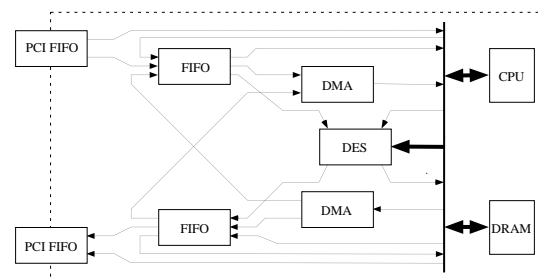 PCI FIFO
FIFO
CPU
DMA
DES
DMA
FIFO
DRAM
PCI FIFO